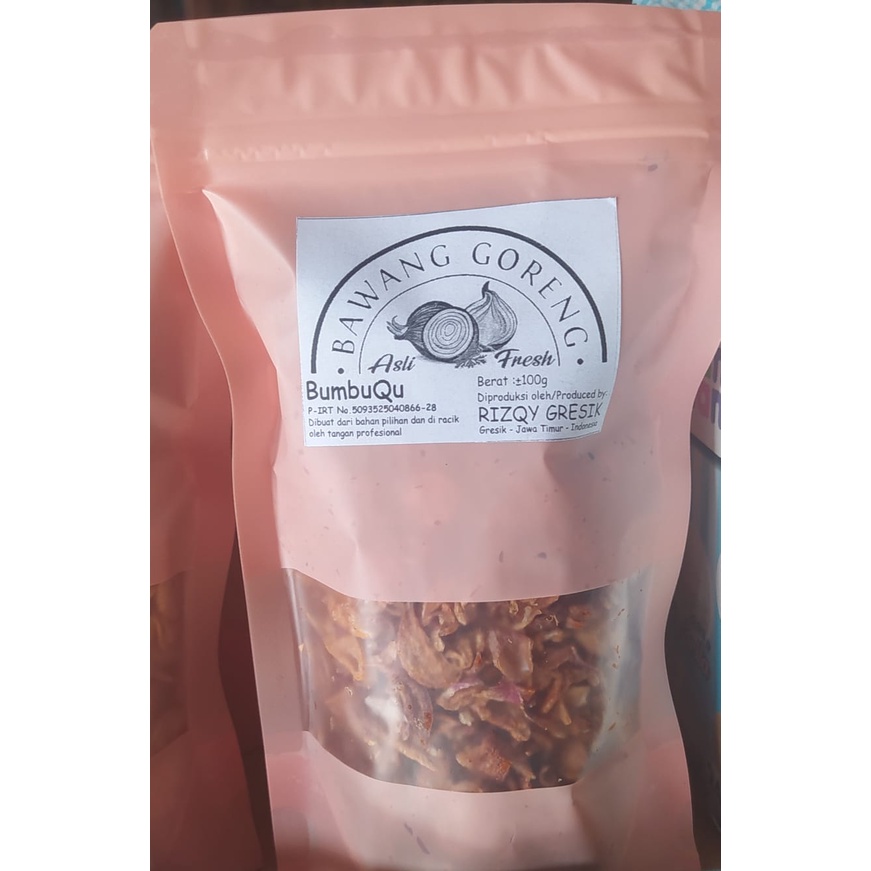 BAWANG GORENG
Asli Fresh
BumbuQu
P-IRT No.5093525040866-28
Dibuat dari bahan pilihan dan di racik
oleh tangan profesional
Berat :±100g
Diproduksi oleh/Produced by:
RIZQY GRESIK
Gresik - Jawa Timur - Indonesia